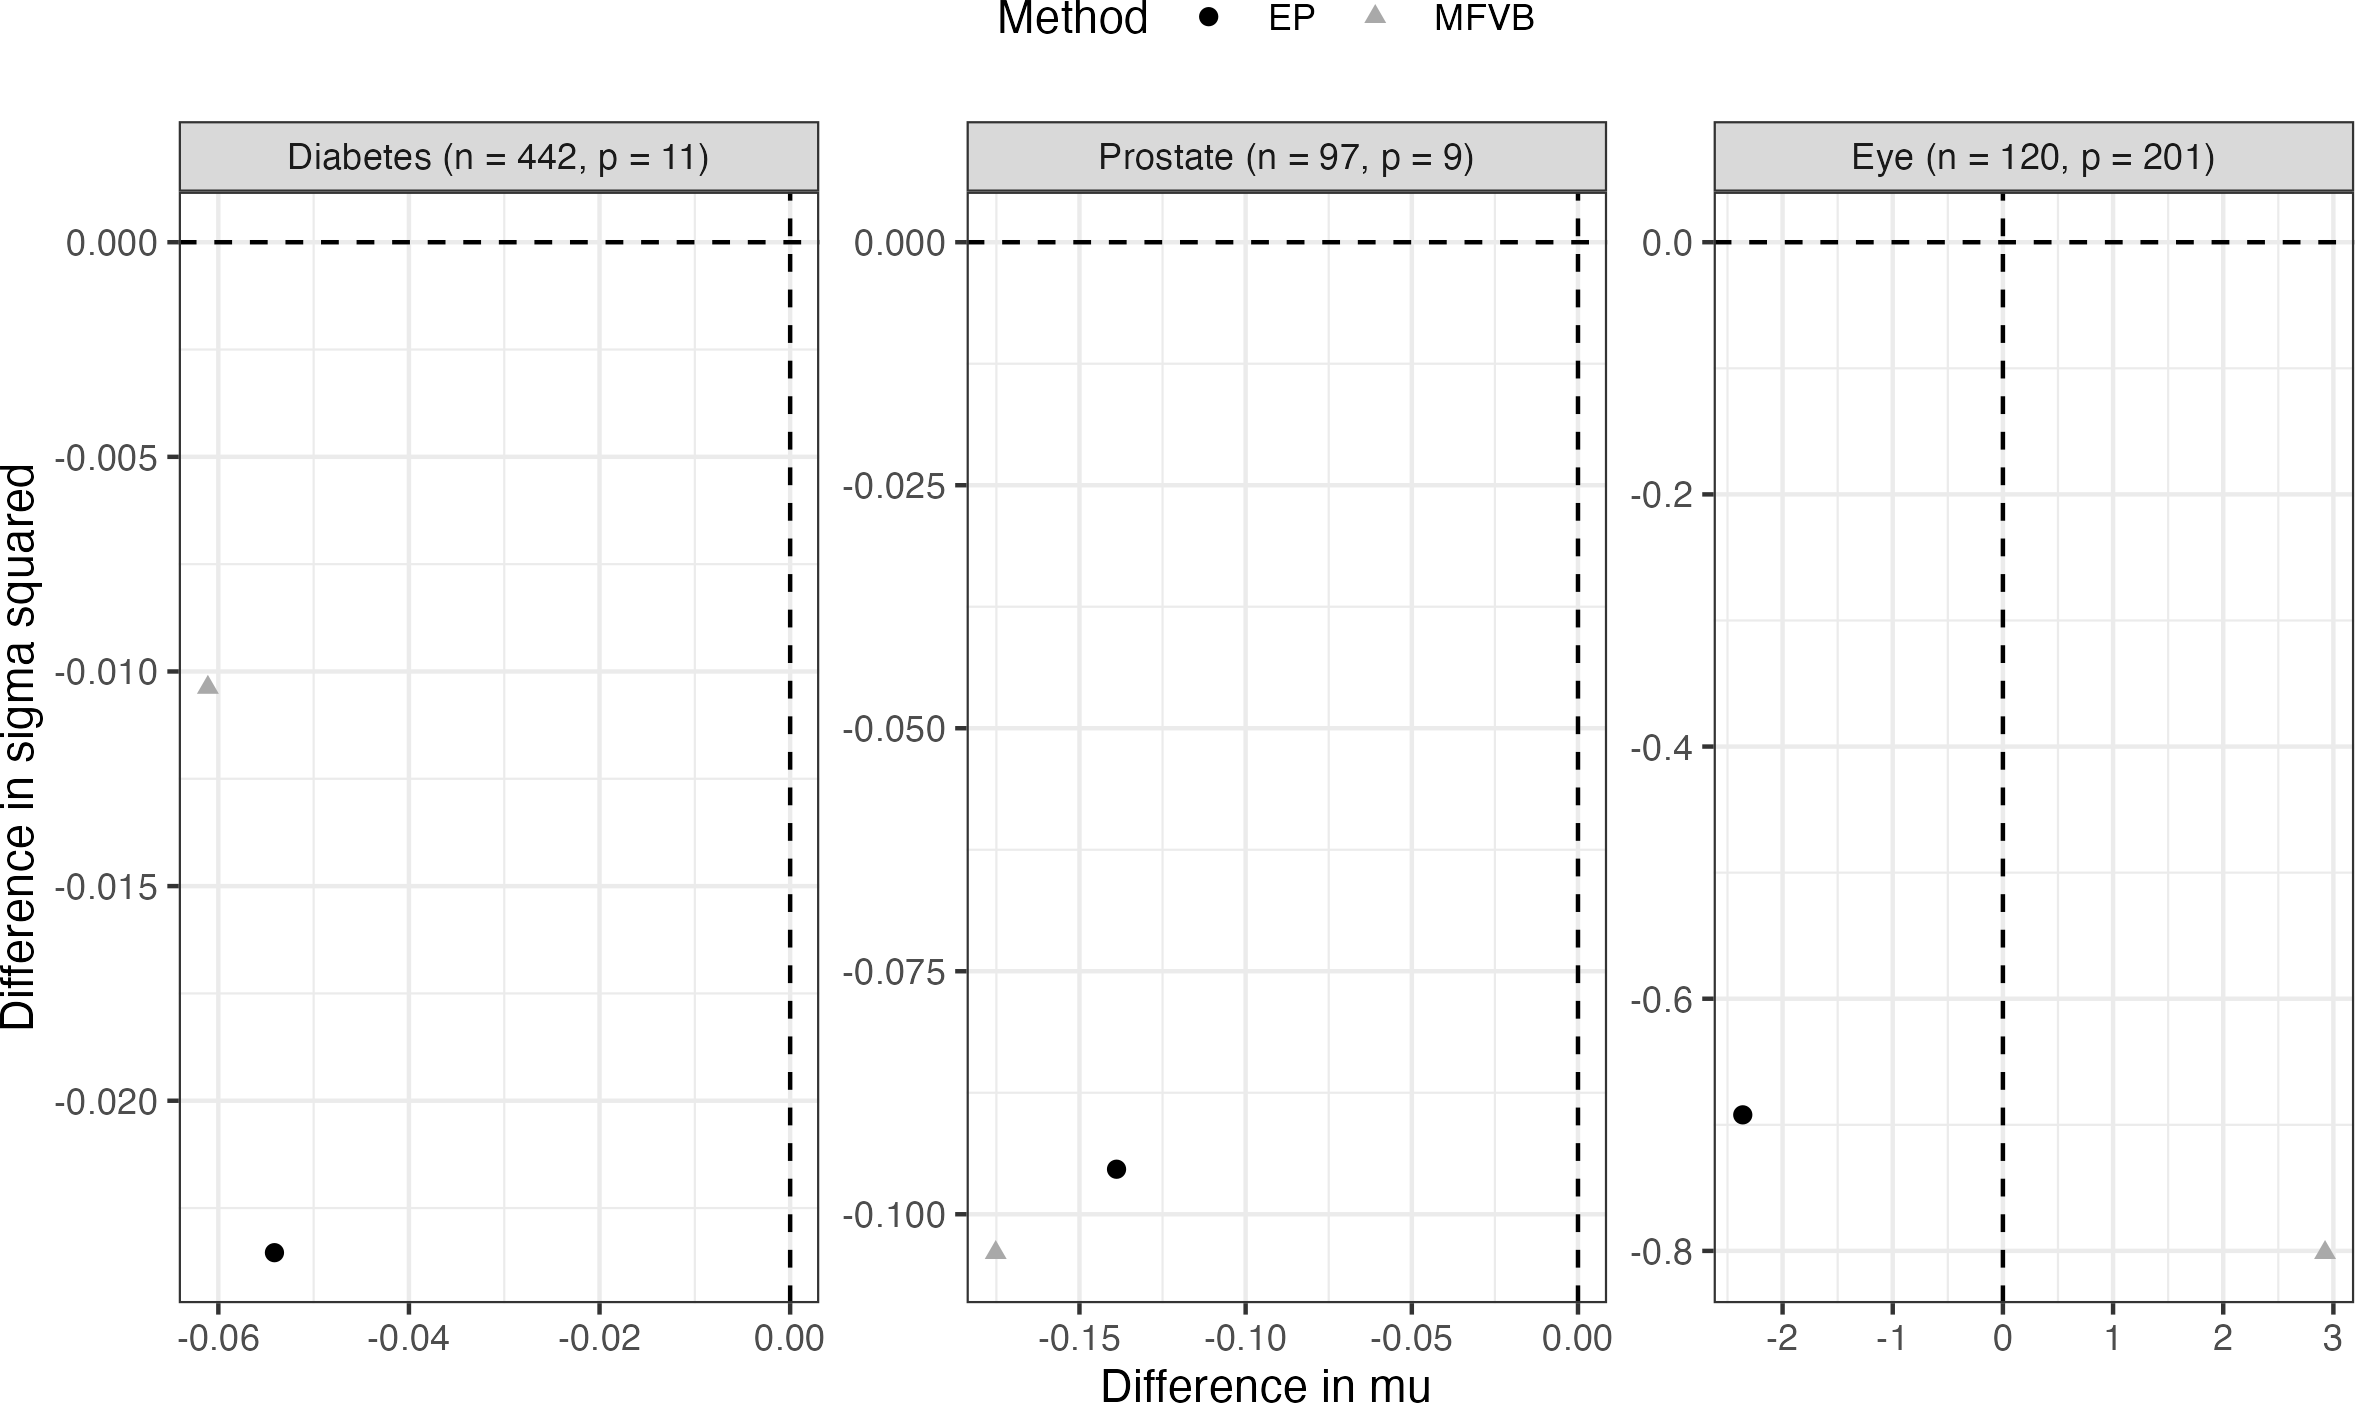 Method EP MFVB
Diabetes (n = 442, p = 11)
Prostate (n = 97, p = 9)
Eye (n = 120, p = 201)
Difference in sigma squared
0.000
-0.005
-0.010
-0.015
-0.020
-0.06 -0.04 -0.02 0.00
0.000
-0.025
-0.050
-0.075
-0.100
-0.15 -0.10 -0.05 0.00
0.0
-0.2
-0.4
-0.6
-0.8
-2 -1 0 1 2 3
Difference in mu